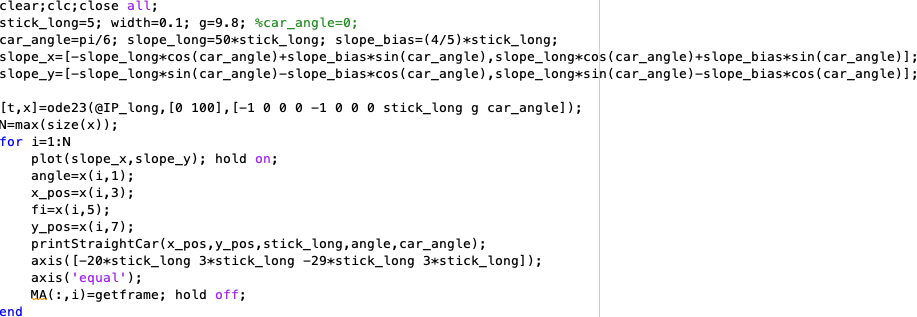 clear;clc;close all;
stick_long=5; width=0.1; g=9.8; %car_angle=0;
car_angle=pi/6; slope_long=50*stick_long; slope_bias=(4/5)*stick_long;
slope_x=[-slope_long*cos(car_angle)+slope_bias*sin(car_angle),slope_long*cos(car_angle)+slope_bias*sin(car_angle)];
slope_y=[-slope_long*sin(car_angle)-slope_bias*cos(car_angle),slope_long*sin(car_angle)-slope_bias*cos(car_angle)];
[t,x]=ode23(@IP_long,[0 100],[-1 0 0 0 -1 0 0 0 stick_long g car_angle]);
N=max(size(x));
for i=1:N
    plot(slope_x,slope_y); hold on;
    angle=x(i,1);
    x_pos=x(i,3);
    fi=x(i,5);
    y_pos=x(i,7);
    printStraightCar(x_pos,y_pos,stick_long,angle,car_angle);
    axis([-20*stick_long 3*stick_long -29*stick_long 3*stick_long]);
    axis('equal');
    MA(:,i)=getframe; hold off;
end